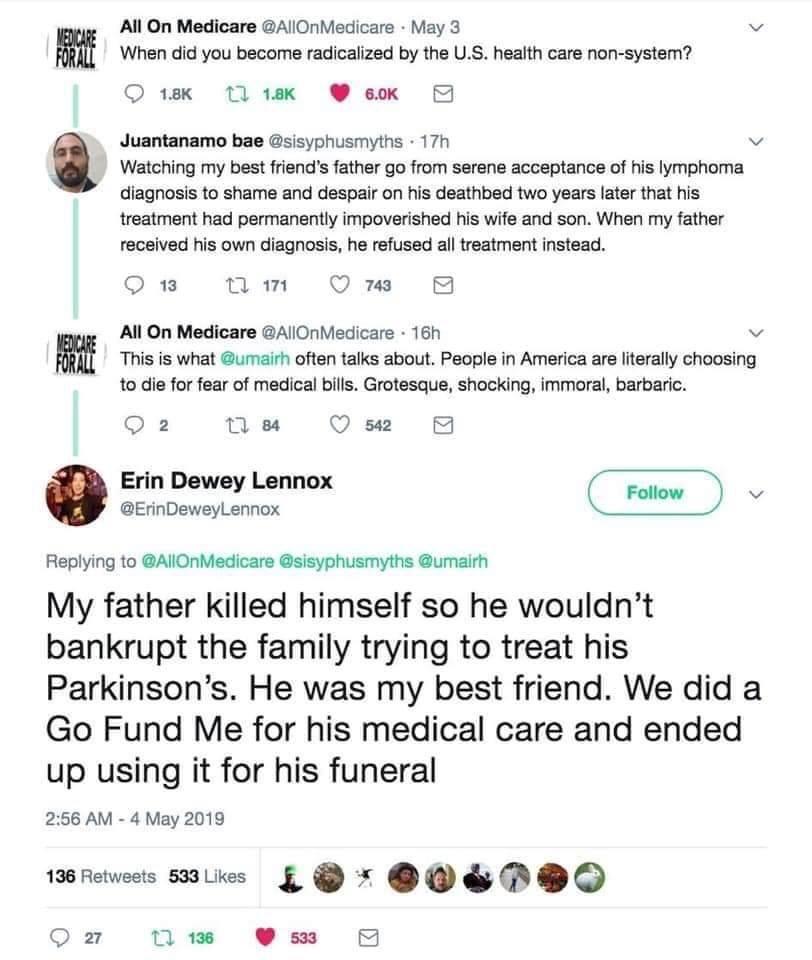 All On Medicare @AllOnMedicare · May 3
MEDICARE
FOR ALL
When did you become radicalized by the U.S. health care non-system?
1.8K 1.8K 6.0K
Juantanamo bae @sisyphusmyths · 17h
Watching my best friend's father go from serene acceptance of his lymphoma
diagnosis to shame and despair on his deathbed two years later that his
treatment had permanently impoverished his wife and son. When my father
received his own diagnosis, he refused all treatment instead.
13 171 743
All On Medicare @AllOnMedicare · 16h
MEDICARE
FOR ALL
This is what @umairh often talks about. People in America are literally choosing
to die for fear of medical bills. Grotesque, shocking, immoral, barbaric.
2 84 542
Erin Dewey Lennox
@ErinDeweyLennox
Follow
Replying to @AllOnMedicare @sisyphusmyths @umairh
My father killed himself so he wouldn't
bankrupt the family trying to treat his
Parkinson's. He was my best friend. We did a
Go Fund Me for his medical care and ended
up using it for his funeral
2:56 AM - 4 May 2019
136 Retweets 533 Likes
27 136 533